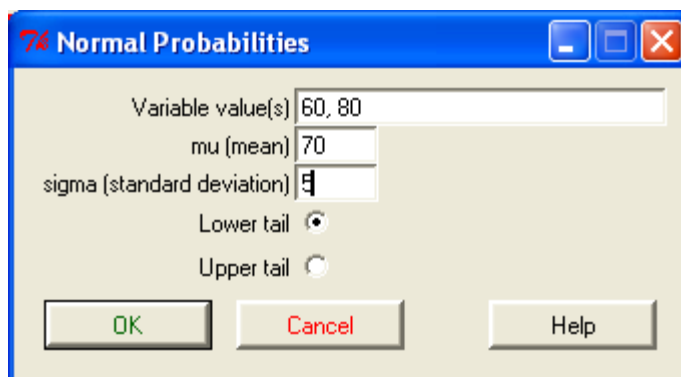 Normal Probabilities
Variable value(s) 60, 80
mu (mean) 70
sigma (standard deviation) 5
Lower tail
Upper tail
OK Cancel Help